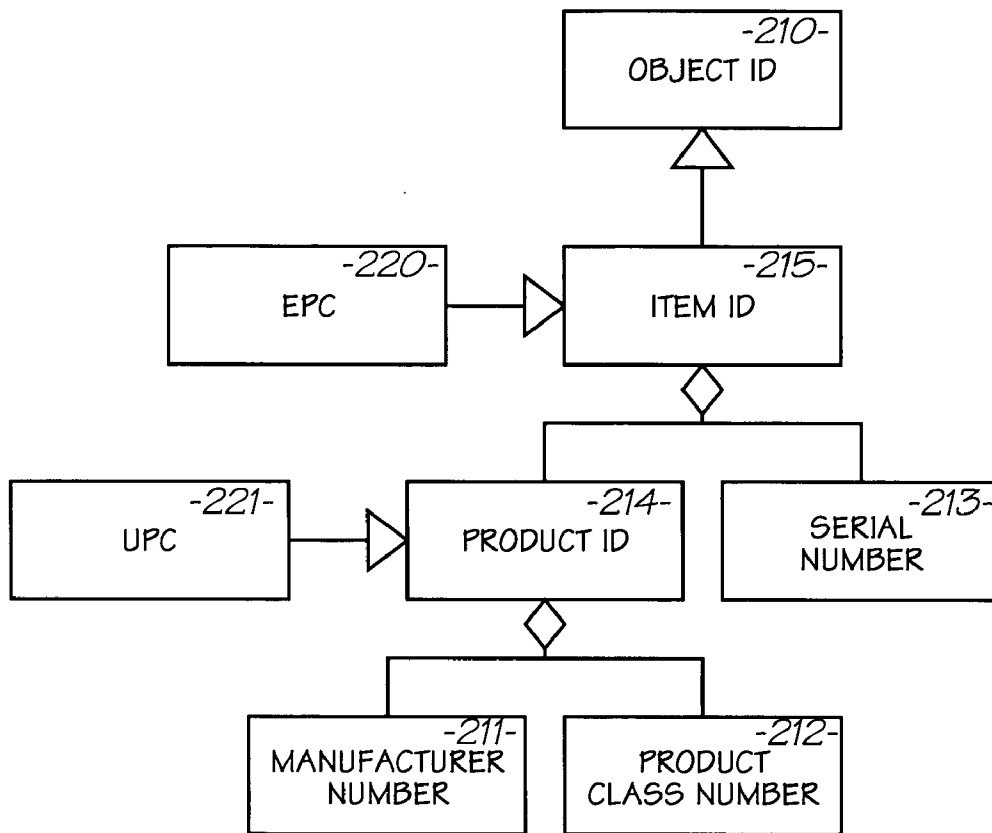 -210-
OBJECT ID
-220-
EPC
-215-
ITEM ID
-221-
UPC
-214-
PRODUCT ID
-213-
SERIAL
NUMBER
-211-
MANUFACTURER
NUMBER
-212-
PRODUCT
CLASS NUMBER